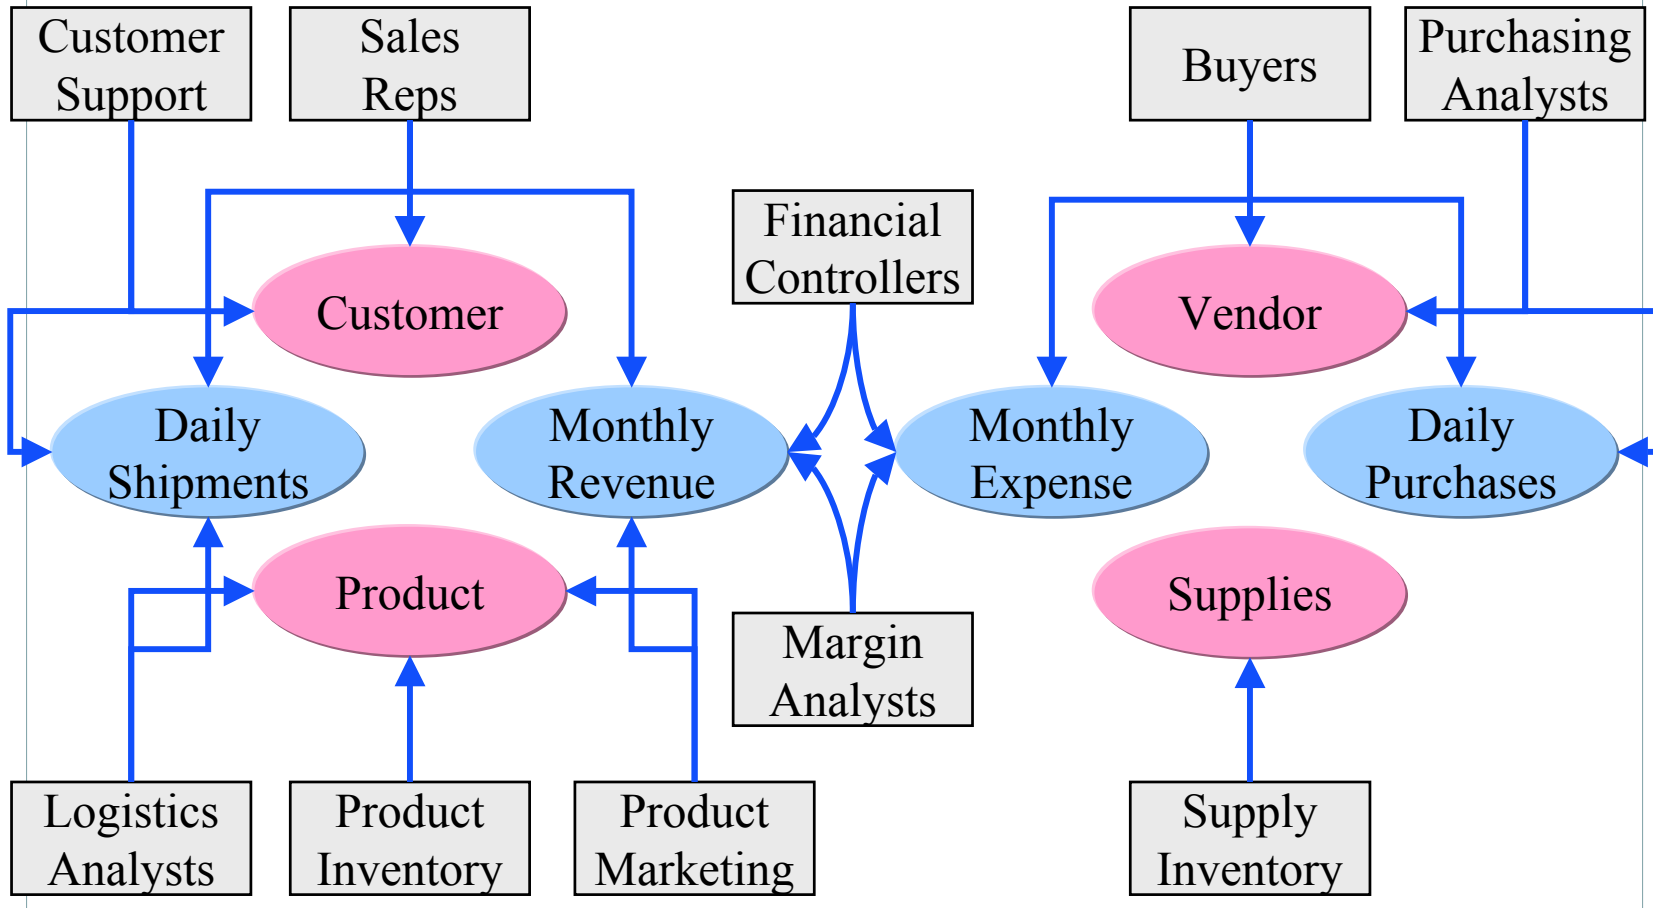 Customer
Support
Sales
Reps
Buyers
Purchasing
Analysts
Financial
Controllers
Customer
Vendor
Daily
Shipments
Monthly
Revenue
Monthly
Expense
Daily
Purchases
Product
Supplies
Margin
Analysts
Logistics
Analysts
Product
Inventory
Product
Marketing
Supply
Inventory